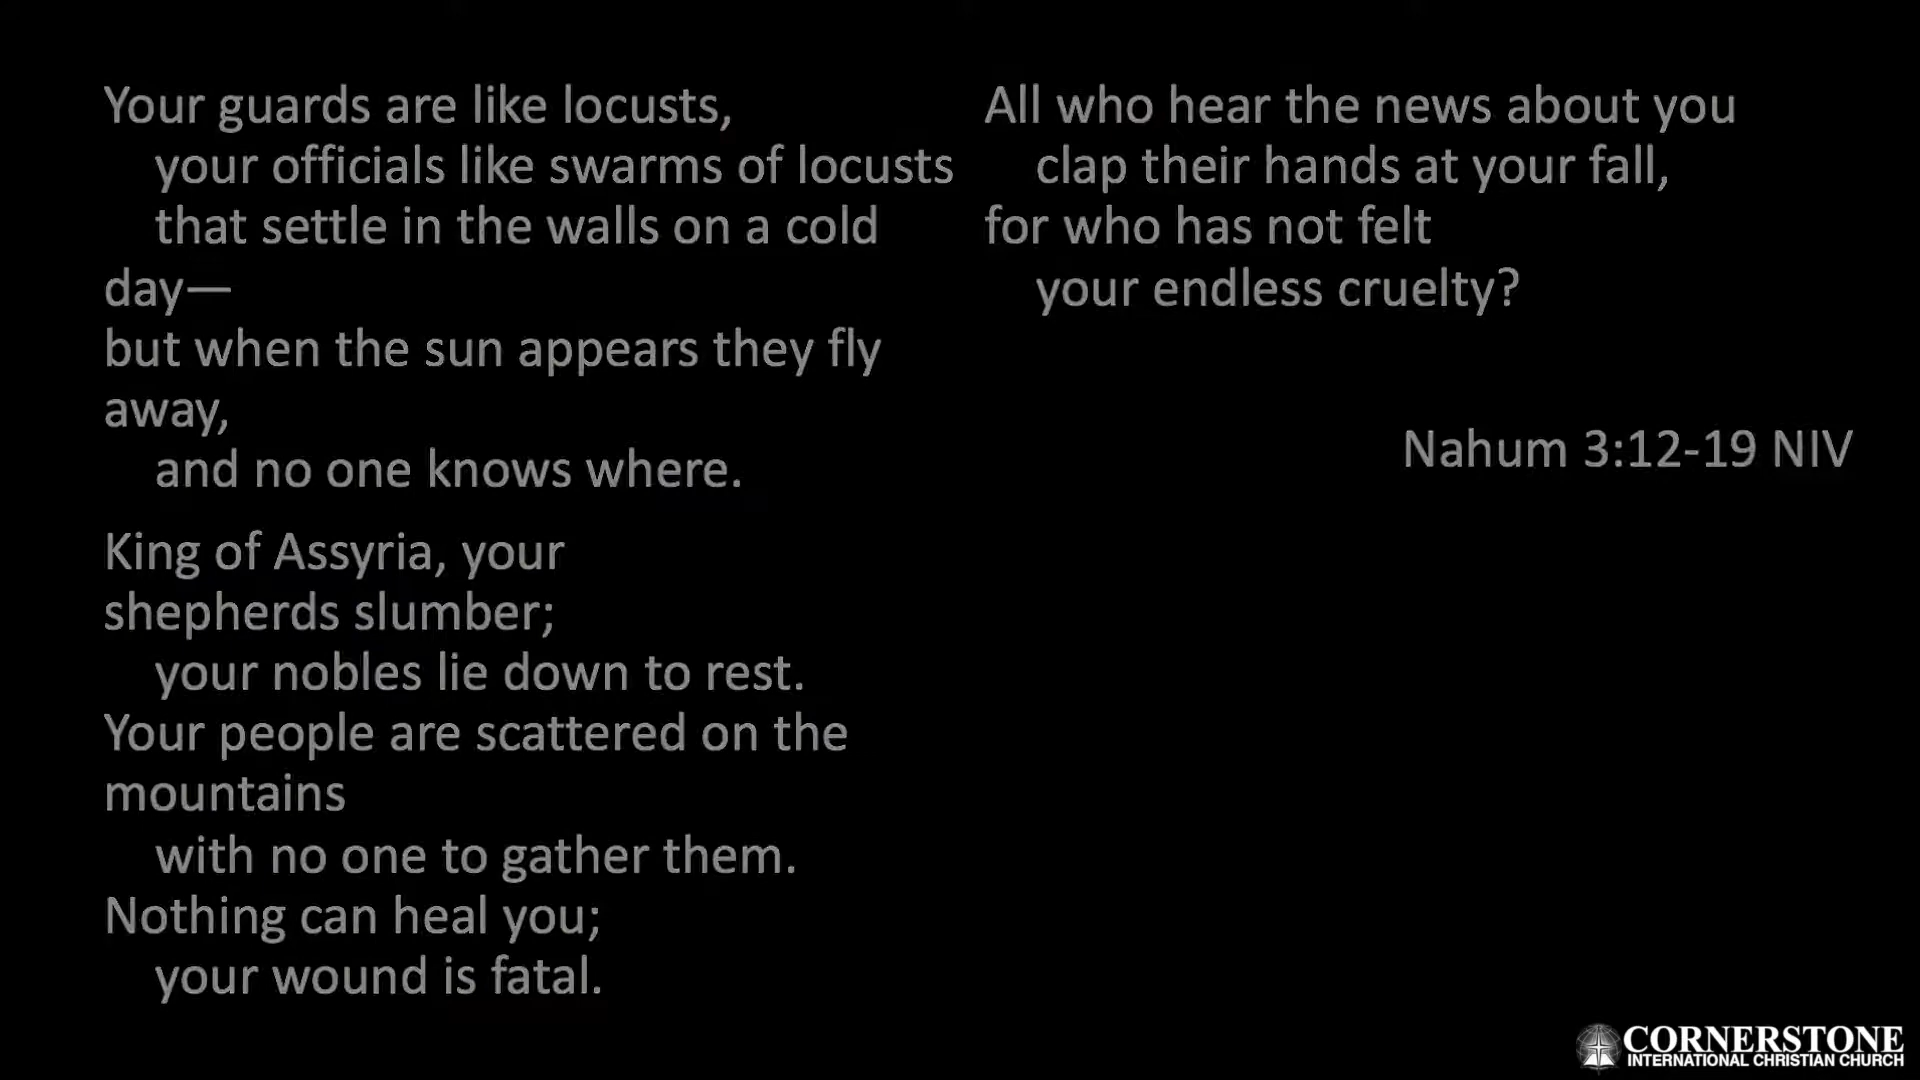 Your guards are like locusts,
your officials like swarms of locusts
that settle in the walls on a cold
day—
but when the sun appears they fly
away,
and no one knows where.
King of Assyria, your
shepherds slumber;
your nobles lie down to rest.
Your people are scattered on the
mountains
with no one to gather them.
Nothing can heal you;
your wound is fatal.
All who hear the news about you
clap their hands at your fall,
for who has not felt
your endless cruelty?
Nahum 3:12-19 NIV
CORNERSTONE
INTERNATIONAL CHRISTIAN CHURCH